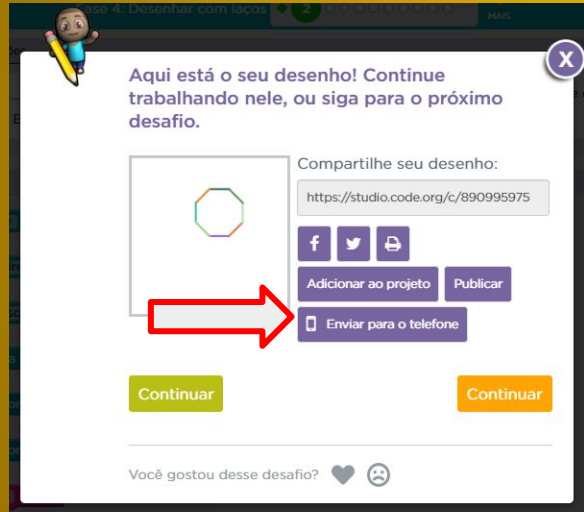 ase 4: Desenhar com laços
2
MAIS
X
Aqui está o seu desenho! Continue
trabalhando nele, ou siga para o próximo
desafio.
Compartilhe seu desenho:
https://studio.code.org/c/890995975
f
Adicionar ao projeto
Publicar
Enviar para o telefone
Continuar
Continuar
Você gostou desse desafio?